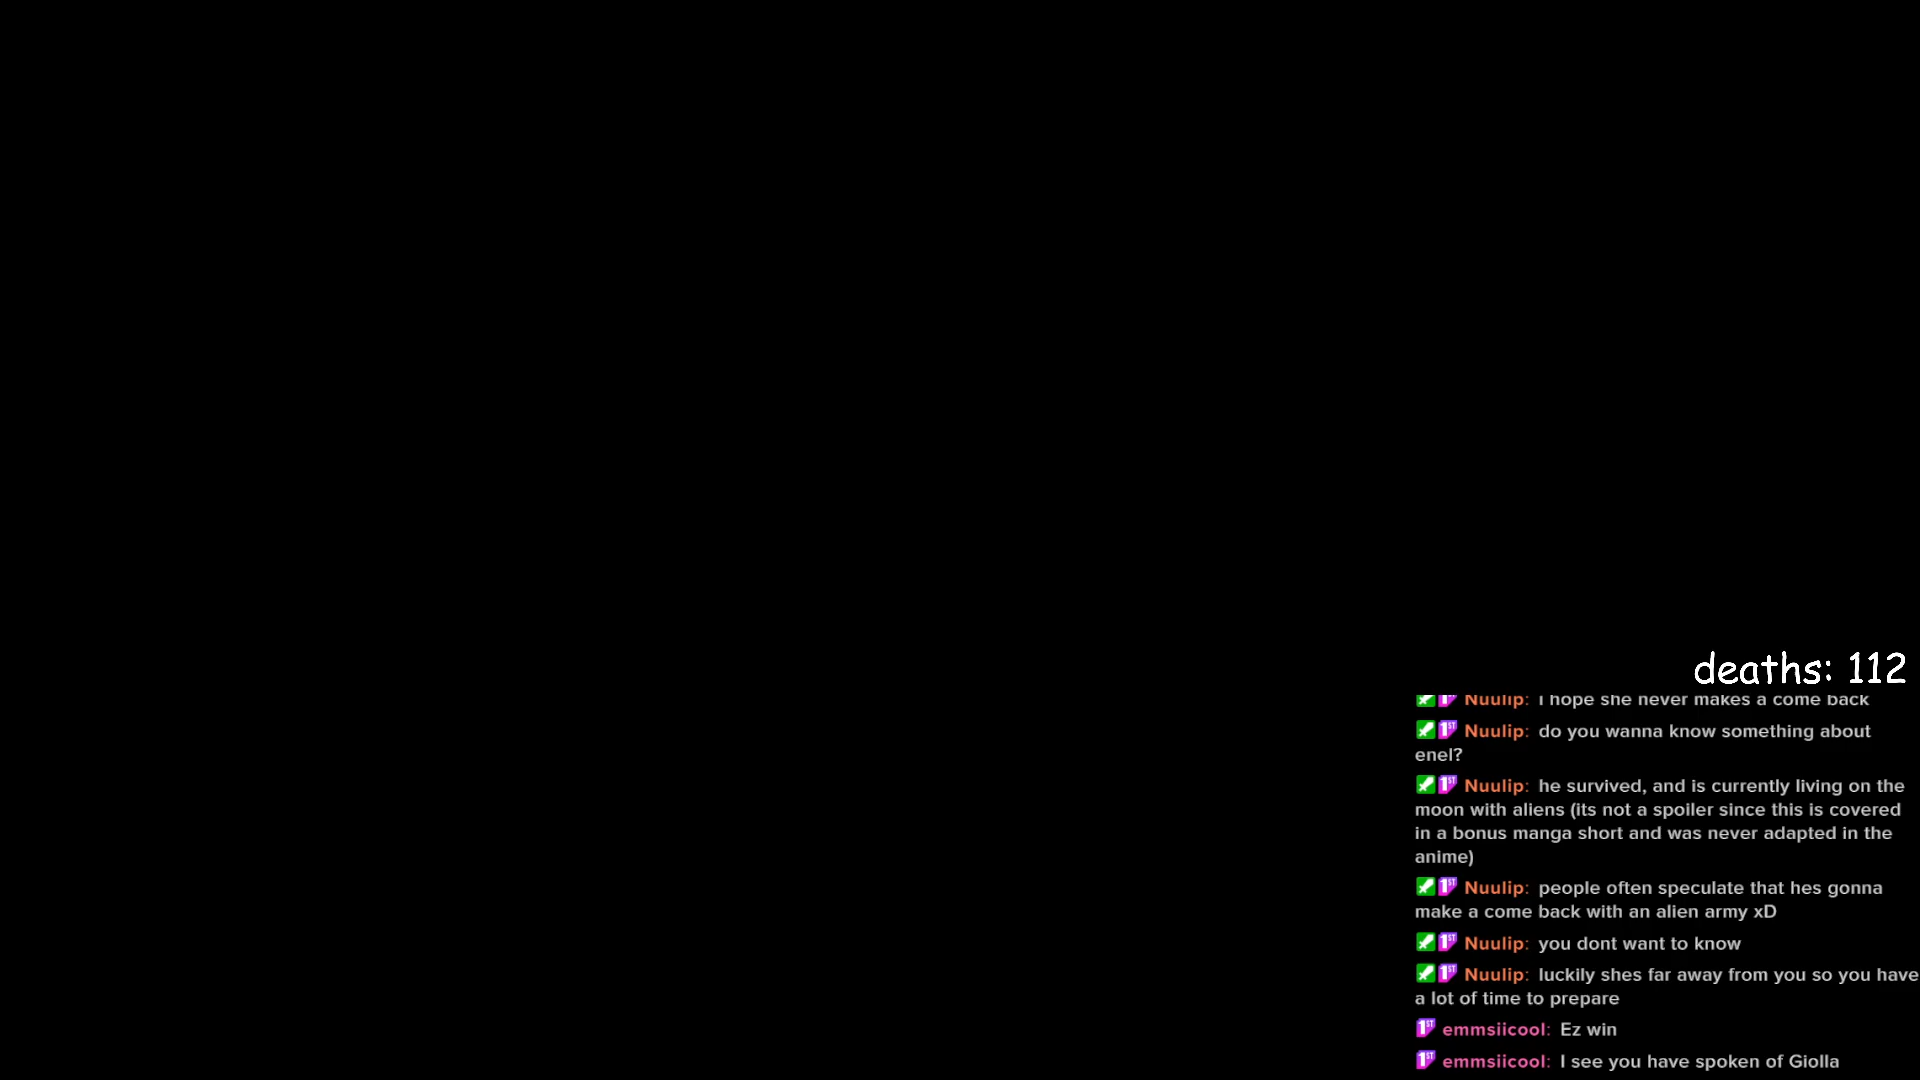 deaths: 112
Nuulip: i hope she never makes a come back
Nuulip: do you wanna know something about
enel?
Nuulip: he survived, and is currently living on the
moon with aliens (its not a spoiler since this is covered
in a bonus manga short and was never adapted in the
anime)
Nuulip: people often speculate that hes gonna
make a come back with an alien army xD
Nuulip: you dont want to know
Nuulip: luckily shes far away from you so you have
a lot of time to prepare
emmsiicool: Ez win
emmsiicool: I see you have spoken of Giolla